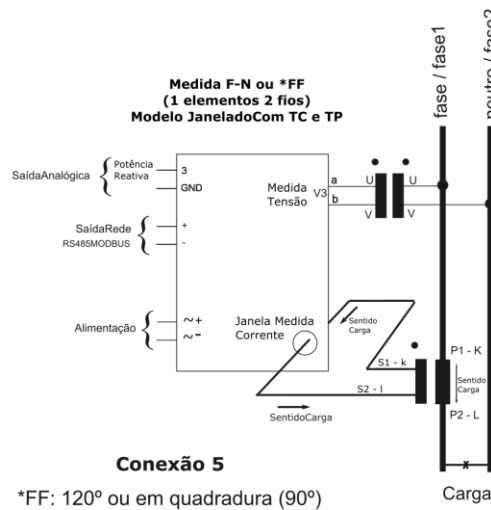 fase / fase1
neutro / fase2
Medida F-N ou *FF
(1 elementos 2 fios)
Modelo JaneladoCom TC e TP
SaídaAnalógica
Potência
Reativa
3
GND
Medida
Tensão
V3
a
b
U
U
V
V
SaídaRede
RS485MODBUS
+
-
Alimentação
~+
~-
Janela Medida
Corrente
Sentido
Carga
S1 - k
S2 - l
SentidoCarga
P1 - K
Sentido
Carga
P2 - L
Conexão 5
Carga
*FF: 120º ou em quadratura (90º)